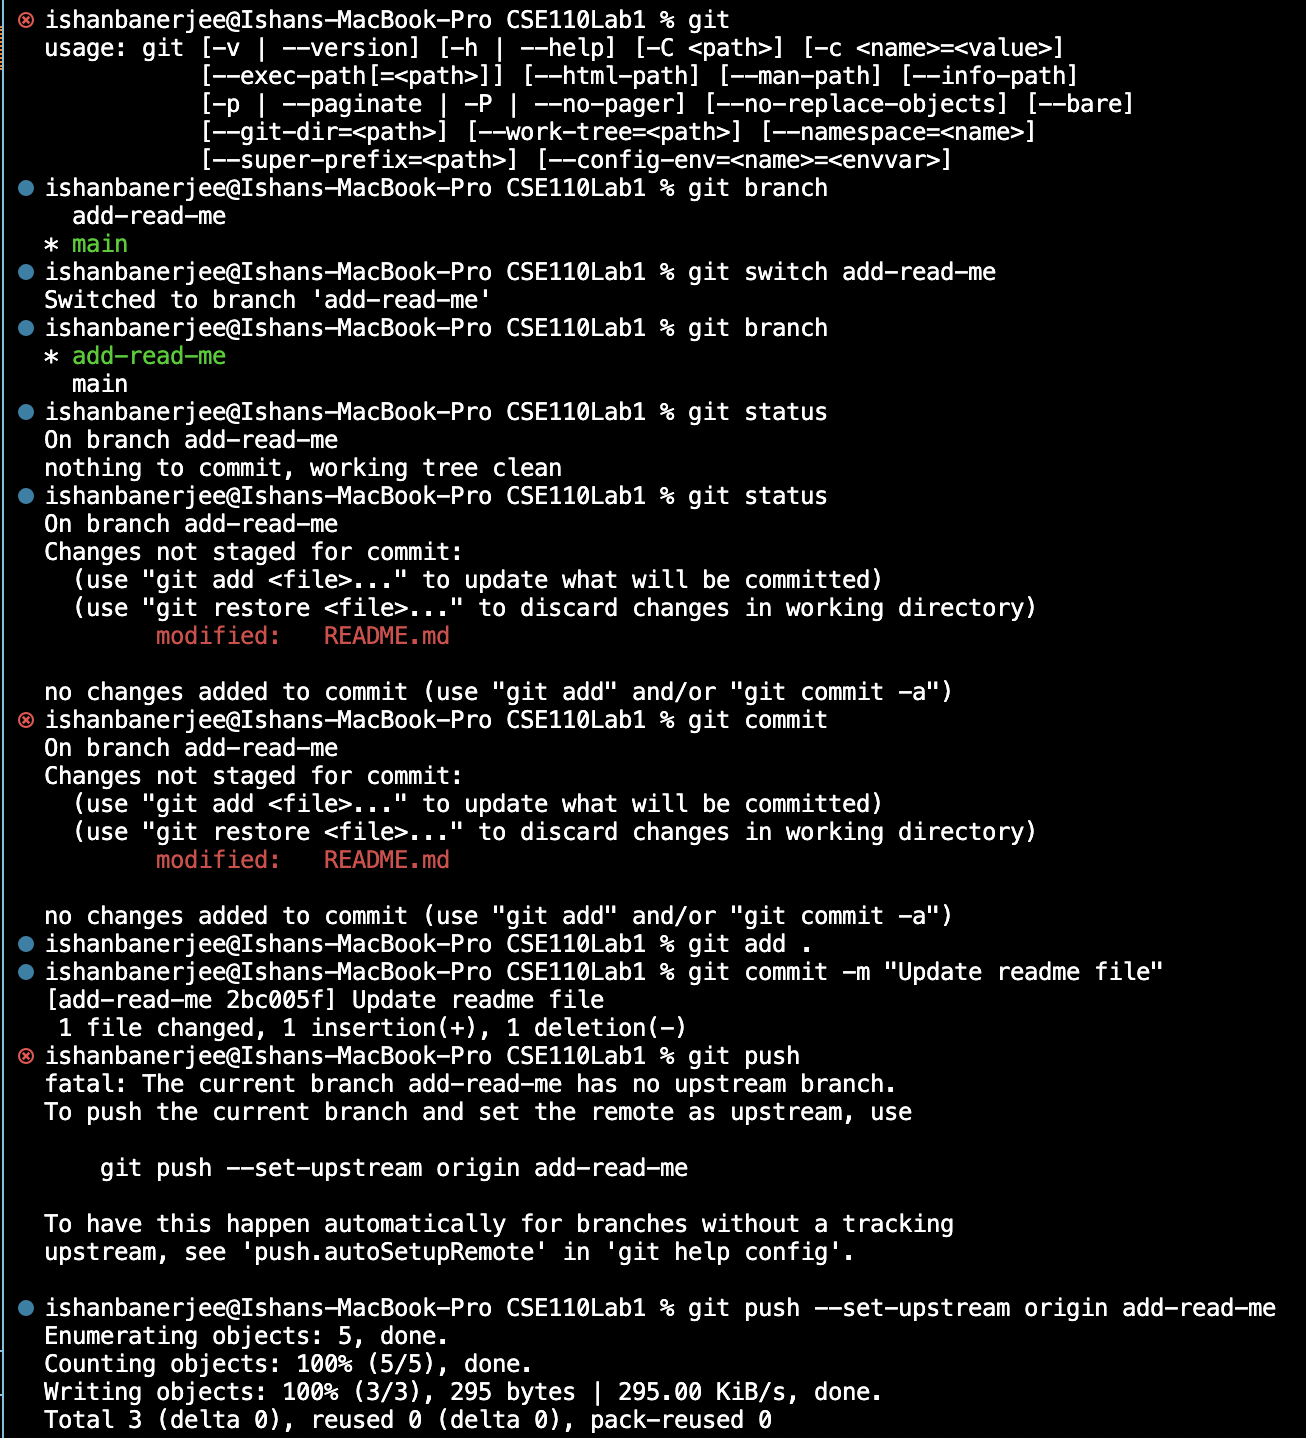 ishanbanerjee@Ishans-MacBook-Pro CSE110Lab1 % git
usage: git [-v | --version] [-h | --help] [-C <path>] [-c <name>=<value>]
           [--exec-path[=<path>]] [--html-path] [--man-path] [--info-path]
           [-p | --paginate | -P | --no-pager] [--no-replace-objects] [--bare]
           [--git-dir=<path>] [--work-tree=<path>] [--namespace=<name>]
           [--super-prefix=<path>] [--config-env=<name>=<envvar>]
ishanbanerjee@Ishans-MacBook-Pro CSE110Lab1 % git branch
  add-read-me
* main
ishanbanerjee@Ishans-MacBook-Pro CSE110Lab1 % git switch add-read-me
Switched to branch 'add-read-me'
ishanbanerjee@Ishans-MacBook-Pro CSE110Lab1 % git branch
* add-read-me
  main
ishanbanerjee@Ishans-MacBook-Pro CSE110Lab1 % git status
On branch add-read-me
nothing to commit, working tree clean
ishanbanerjee@Ishans-MacBook-Pro CSE110Lab1 % git status
On branch add-read-me
Changes not staged for commit:
  (use "git add <file>..." to update what will be committed)
  (use "git restore <file>..." to discard changes in working directory)
        modified:   README.md

no changes added to commit (use "git add" and/or "git commit -a")
ishanbanerjee@Ishans-MacBook-Pro CSE110Lab1 % git commit
On branch add-read-me
Changes not staged for commit:
  (use "git add <file>..." to update what will be committed)
  (use "git restore <file>..." to discard changes in working directory)
        modified:   README.md

no changes added to commit (use "git add" and/or "git commit -a")
ishanbanerjee@Ishans-MacBook-Pro CSE110Lab1 % git add .
ishanbanerjee@Ishans-MacBook-Pro CSE110Lab1 % git commit -m "Update readme file"
[add-read-me 2bc005f] Update readme file
 1 file changed, 1 insertion(+), 1 deletion(-)
ishanbanerjee@Ishans-MacBook-Pro CSE110Lab1 % git push
fatal: The current branch add-read-me has no upstream branch.
To push the current branch and set the remote as upstream, use

    git push --set-upstream origin add-read-me

To have this happen automatically for branches without a tracking
upstream, see 'push.autoSetupRemote' in 'git help config'.

ishanbanerjee@Ishans-MacBook-Pro CSE110Lab1 % git push --set-upstream origin add-read-me
Enumerating objects: 5, done.
Counting objects: 100% (5/5), done.
Writing objects: 100% (3/3), 295 bytes | 295.00 KiB/s, done.
Total 3 (delta 0), reused 0 (delta 0), pack-reused 0